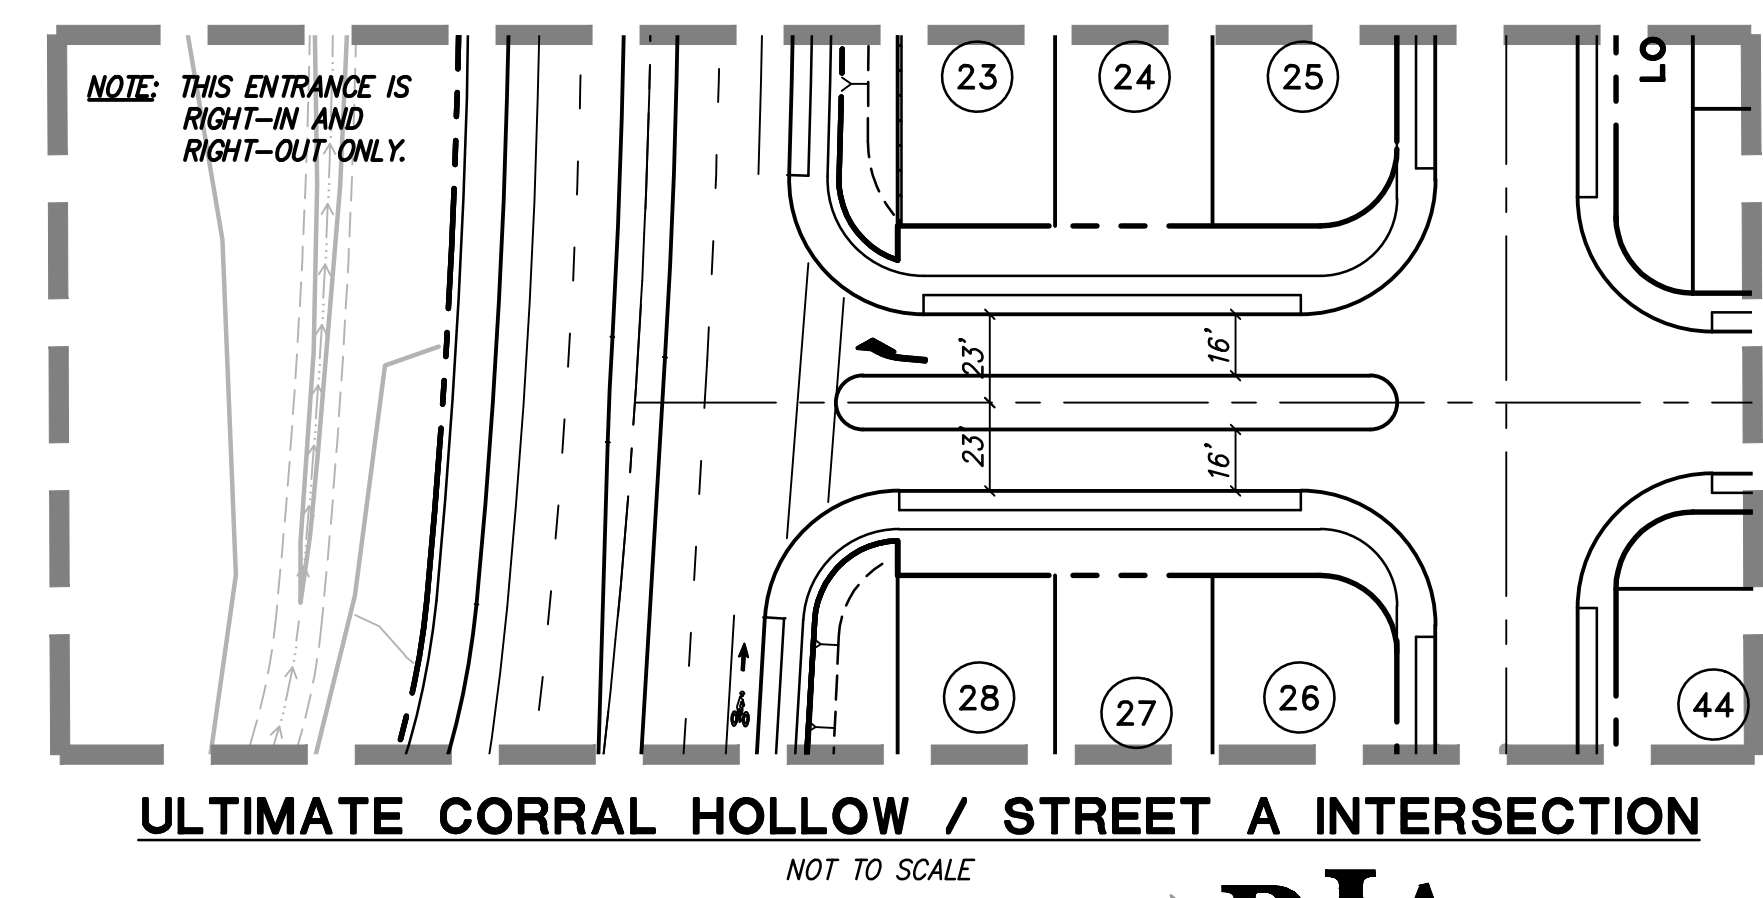 NOTE: THIS ENTRANCE IS
RIGHT-IN AND
RIGHT-OUT ONLY.
23
24
25
LO
23'
16'
23'
16'
28
27
26
44
ULTIMATE CORRAL HOLLOW / STREET A INTERSECTION
NOT TO SCALE